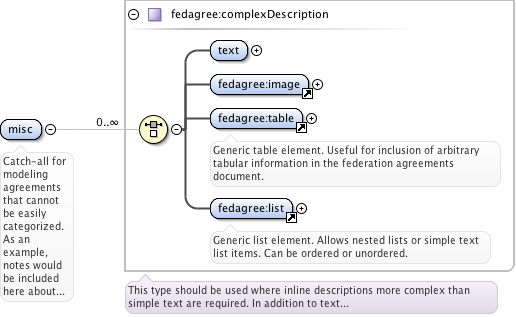 fedagree:complexDescription
text
fedagree:image
0..∞
fedagree:table
misc
Generic table element. Useful for inclusion of arbitrary
tabular information in the federation agreements
document.
Catch-all for
modeling
agreements
that cannot
be easily
categorized.
As an
example,
notes would
be included
here about...
fedagree:list
Generic list element. Allows nested lists or simple text
list items. Can be ordered or unordered.
This type should be used where inline descriptions more complex than
simple text are required. In addition to text...